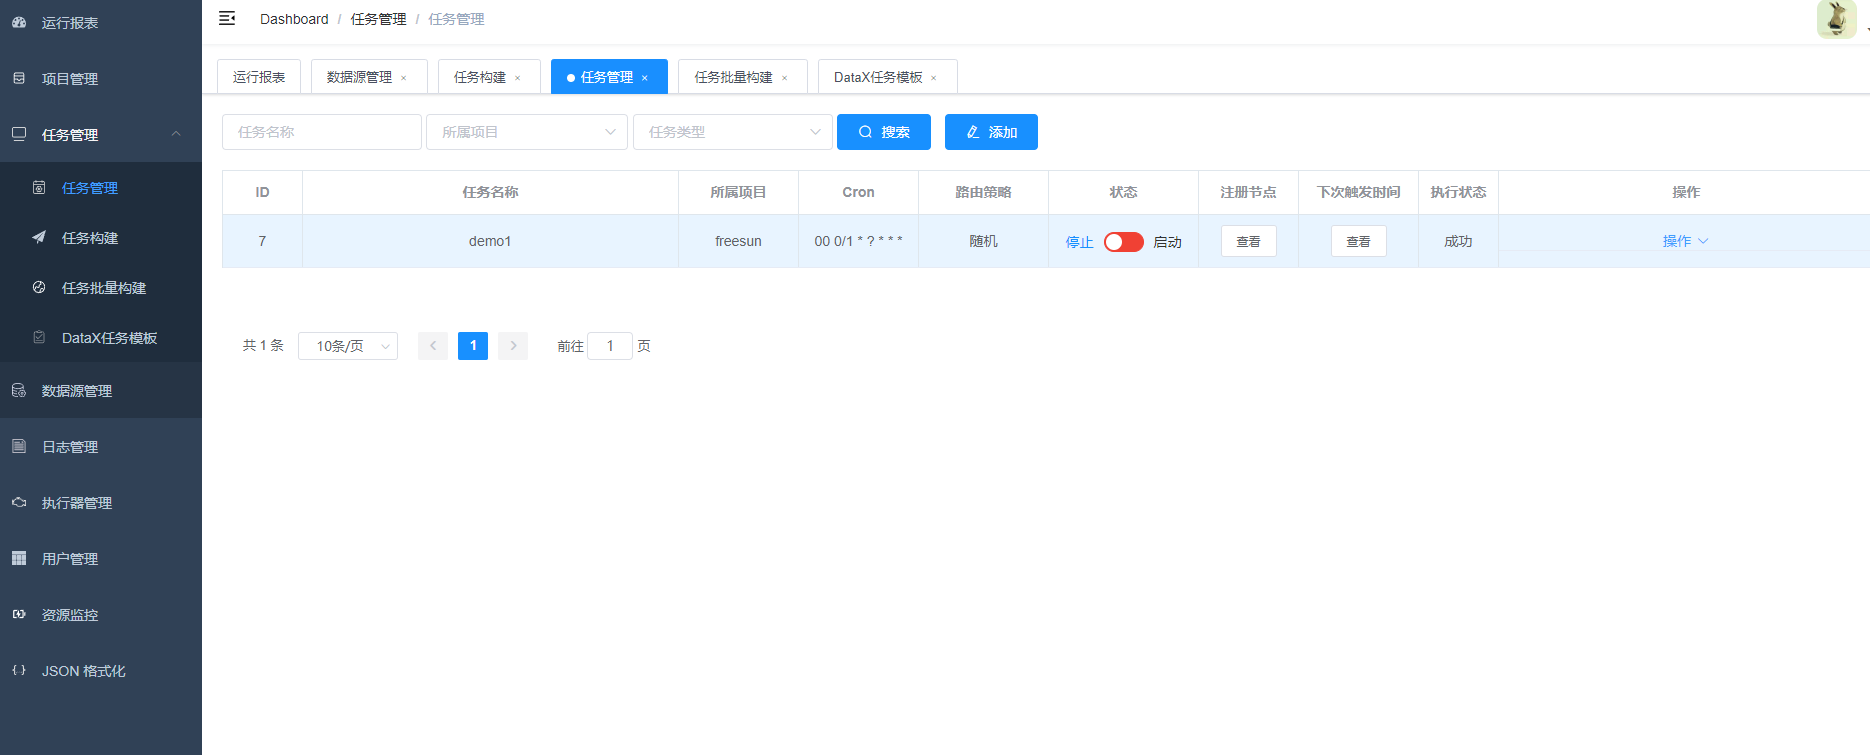 运行报表
项目管理
任务管理
任务管理
任务构建
任务批量构建
DataX任务模板
数据源管理
日志管理
执行器管理
用户管理
资源监控
JSON 格式化
Dashboard / 任务管理 / 任务管理
运行报表 数据源管理 × 任务构建 × 任务管理 × 任务批量构建 × DataX任务模板 ×
任务名称 所属项目 任务类型 搜索 添加
ID 任务名称 所属项目 Cron 路由策略 状态 注册节点 下次触发时间 执行状态 操作
7 demo1 freesun 00 0/1 * ? * * * 随机 停止 启动 查看 查看 成功 操作
共 1 条 10条/页 1 前往 1 页